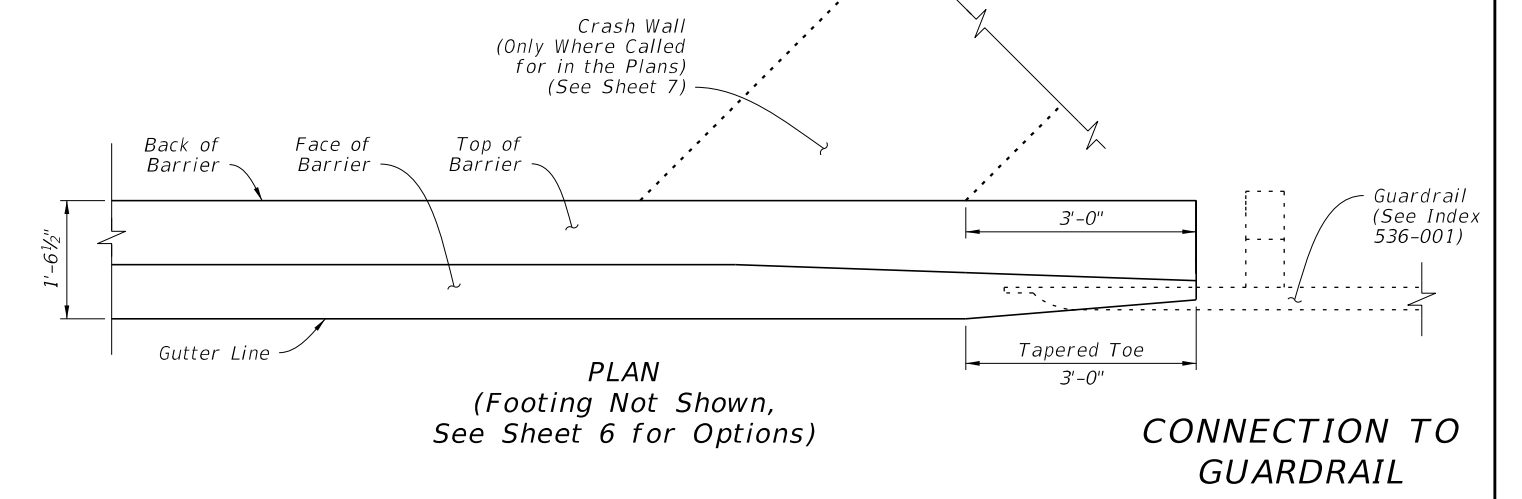 Crash Wall
(Only Where Called
for in the Plans)
(See Sheet 7)
Back of
Barrier
Face of
Barrier
Top of
Barrier
Guardrail
(See Index
536-001)
3'-0"
1'-6½"
Gutter Line
Tapered Toe
3'-0"
PLAN
(Footing Not Shown,
See Sheet 6 for Options)
CONNECTION TO
GUARDRAIL